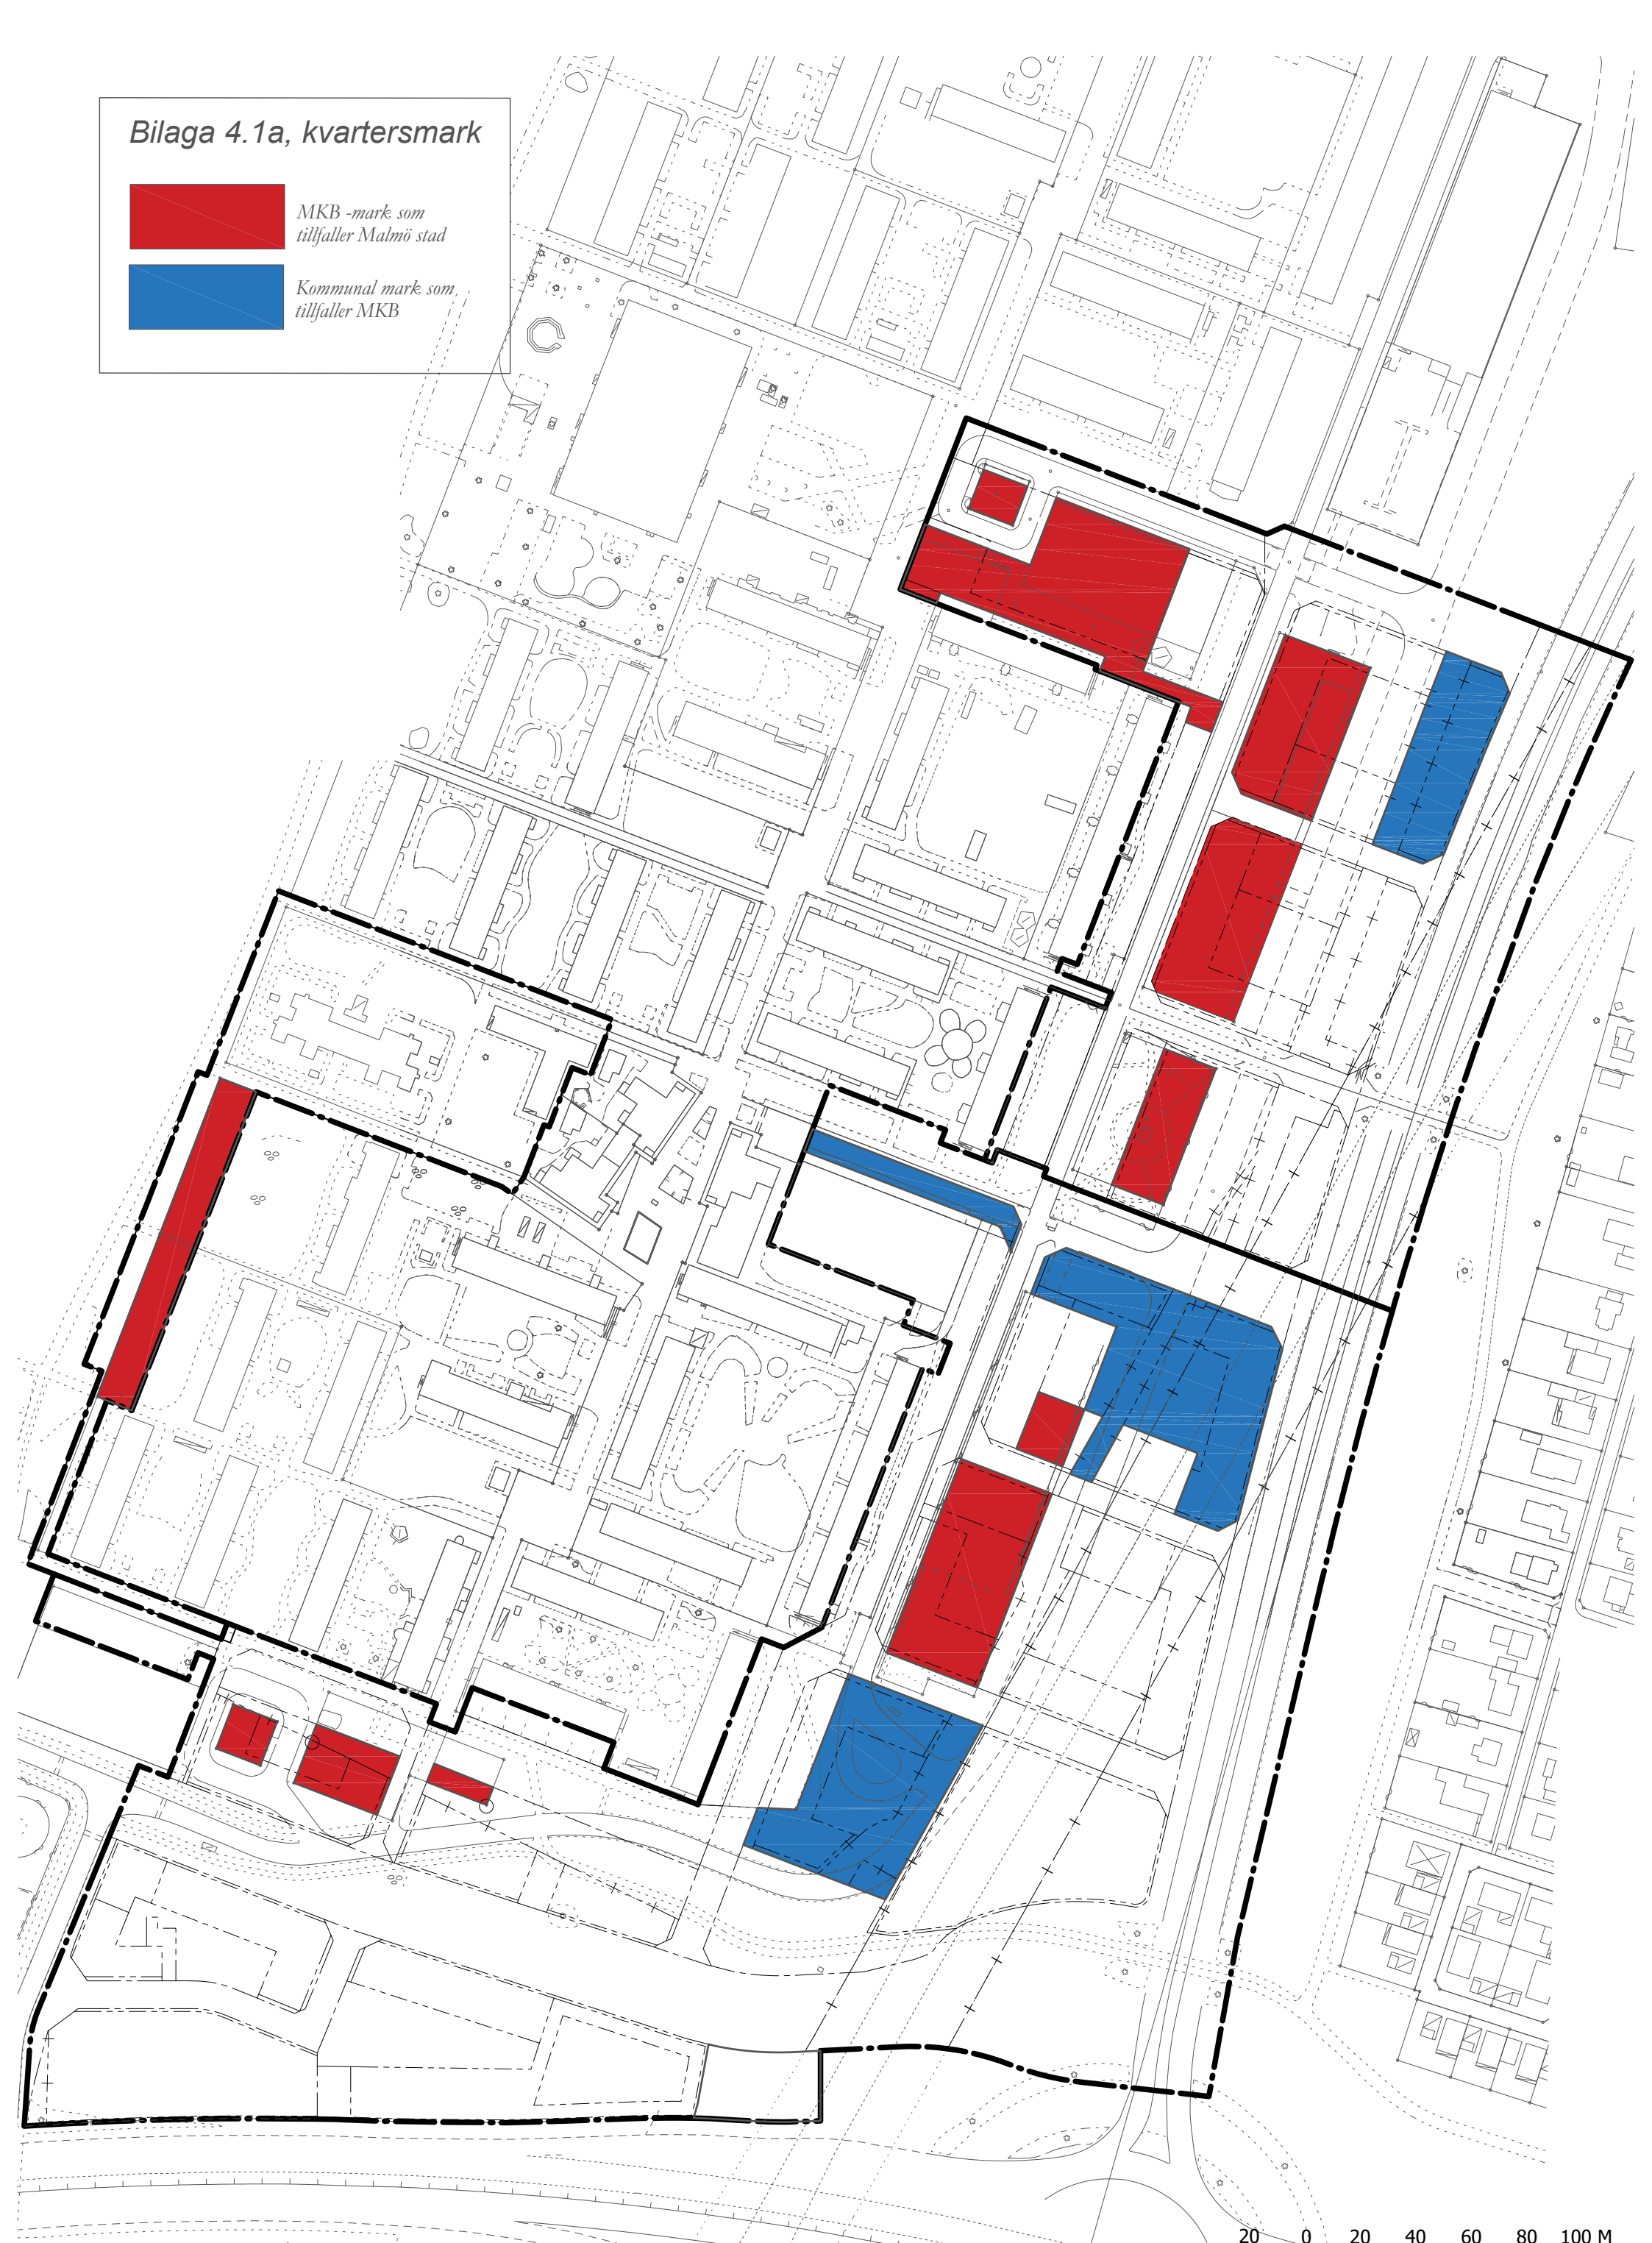 Bilaga 4.1a, kvartersmark
MKB -mark som
tillfaller Malmö stad
Kommunal mark som
tillfaller MKB
20 0 20 40 60 80 100 M